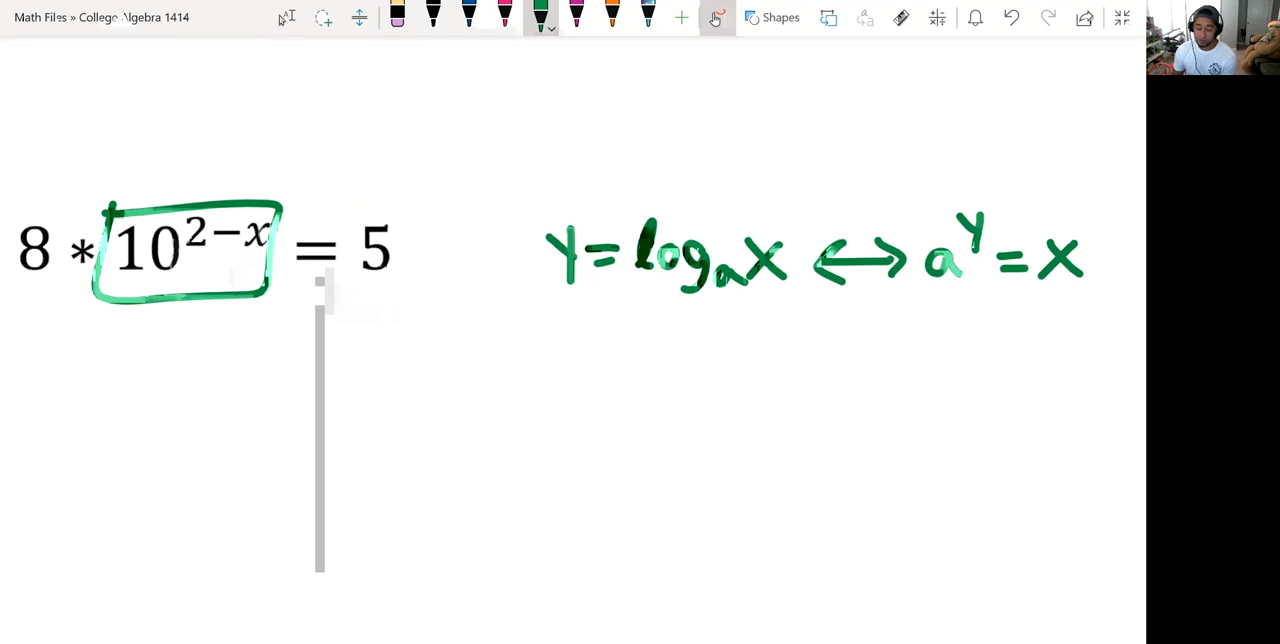 Math Files » College Algebra 1414
Shapes
8 * 10^{2-x} = 5
y = log_a x ⟷ a^y = x